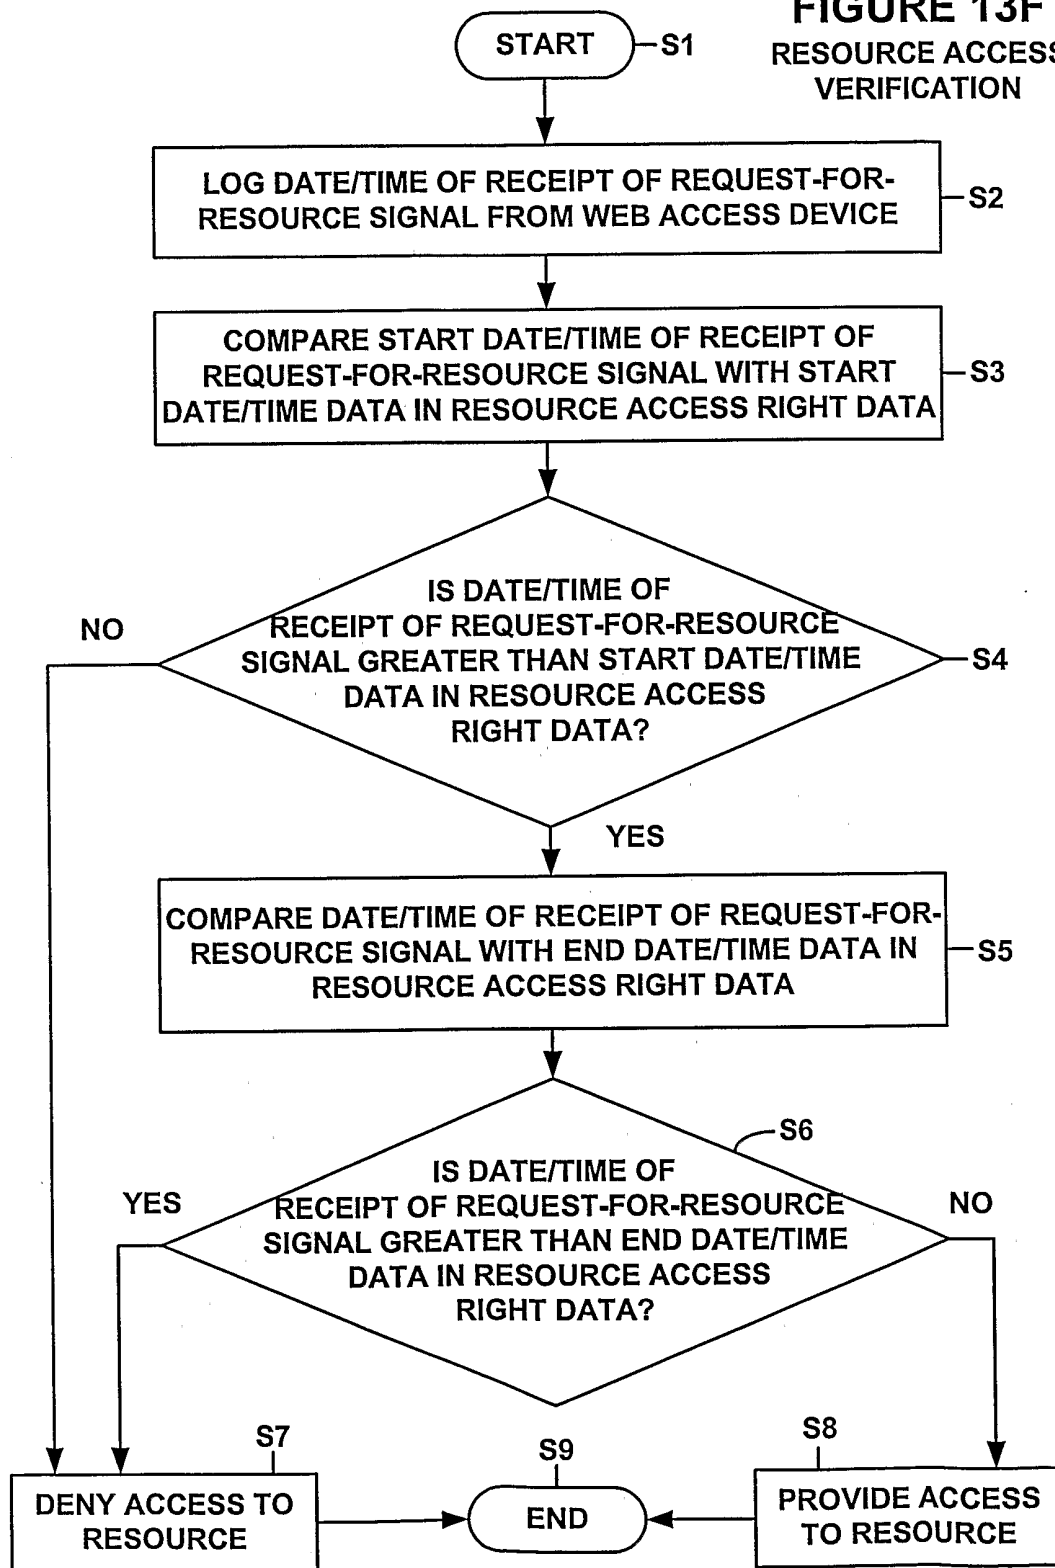 FIGURE 13F
RESOURCE ACCESS
VERIFICATION
START
S1
LOG DATE/TIME OF RECEIPT OF REQUEST-FOR-
RESOURCE SIGNAL FROM WEB ACCESS DEVICE
S2
COMPARE START DATE/TIME OF RECEIPT OF
REQUEST-FOR-RESOURCE SIGNAL WITH START
DATE/TIME DATA IN RESOURCE ACCESS RIGHT DATA
S3
IS DATE/TIME OF
RECEIPT OF REQUEST-FOR-RESOURCE
SIGNAL GREATER THAN START DATE/TIME
DATA IN RESOURCE ACCESS
RIGHT DATA?
NO
S4
YES
COMPARE DATE/TIME OF RECEIPT OF REQUEST-FOR-
RESOURCE SIGNAL WITH END DATE/TIME DATA IN
RESOURCE ACCESS RIGHT DATA
S5
S6
IS DATE/TIME OF
RECEIPT OF REQUEST-FOR-RESOURCE
SIGNAL GREATER THAN END DATE/TIME
DATA IN RESOURCE ACCESS
RIGHT DATA?
YES
NO
S7
DENY ACCESS TO
RESOURCE
S9
END
S8
PROVIDE ACCESS
TO RESOURCE